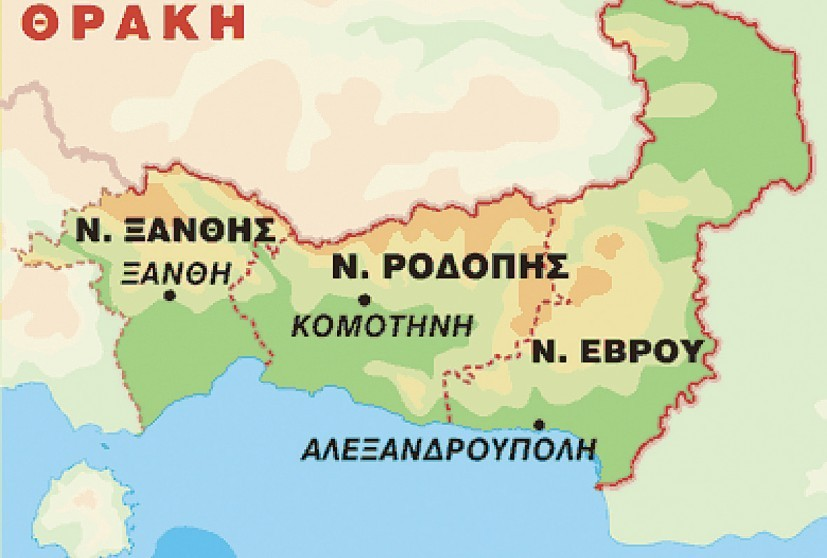 ΘΡΑΚΗ
Ν. ΞΑΝΘΗΣ
ΞΑΝΘΗ
Ν. ΡΟΔΟΠΗΣ
ΚΟΜΟΤΗΝΗ
Ν. ΕΒΡΟΥ
ΑΛΕΞΑΝΔΡΟΥΠΟΛΗ